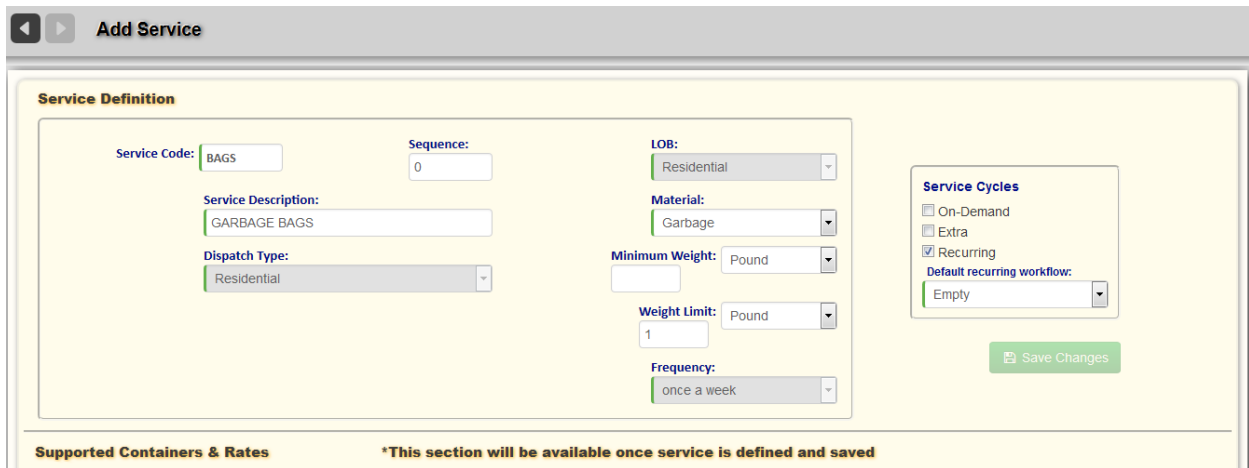 Add Service
Service Definition
Service Code: BAGS
Sequence:
0
LOB:
Residential
Service Description:
GARBAGE BAGS
Material:
Garbage
Dispatch Type:
Residential
Minimum Weight: Pound
Weight Limit: Pound
1
Frequency:
once a week
Service Cycles
On-Demand
Extra
Recurring
Default recurring workflow:
Empty
Save Changes
Supported Containers & Rates *This section will be available once service is defined and saved